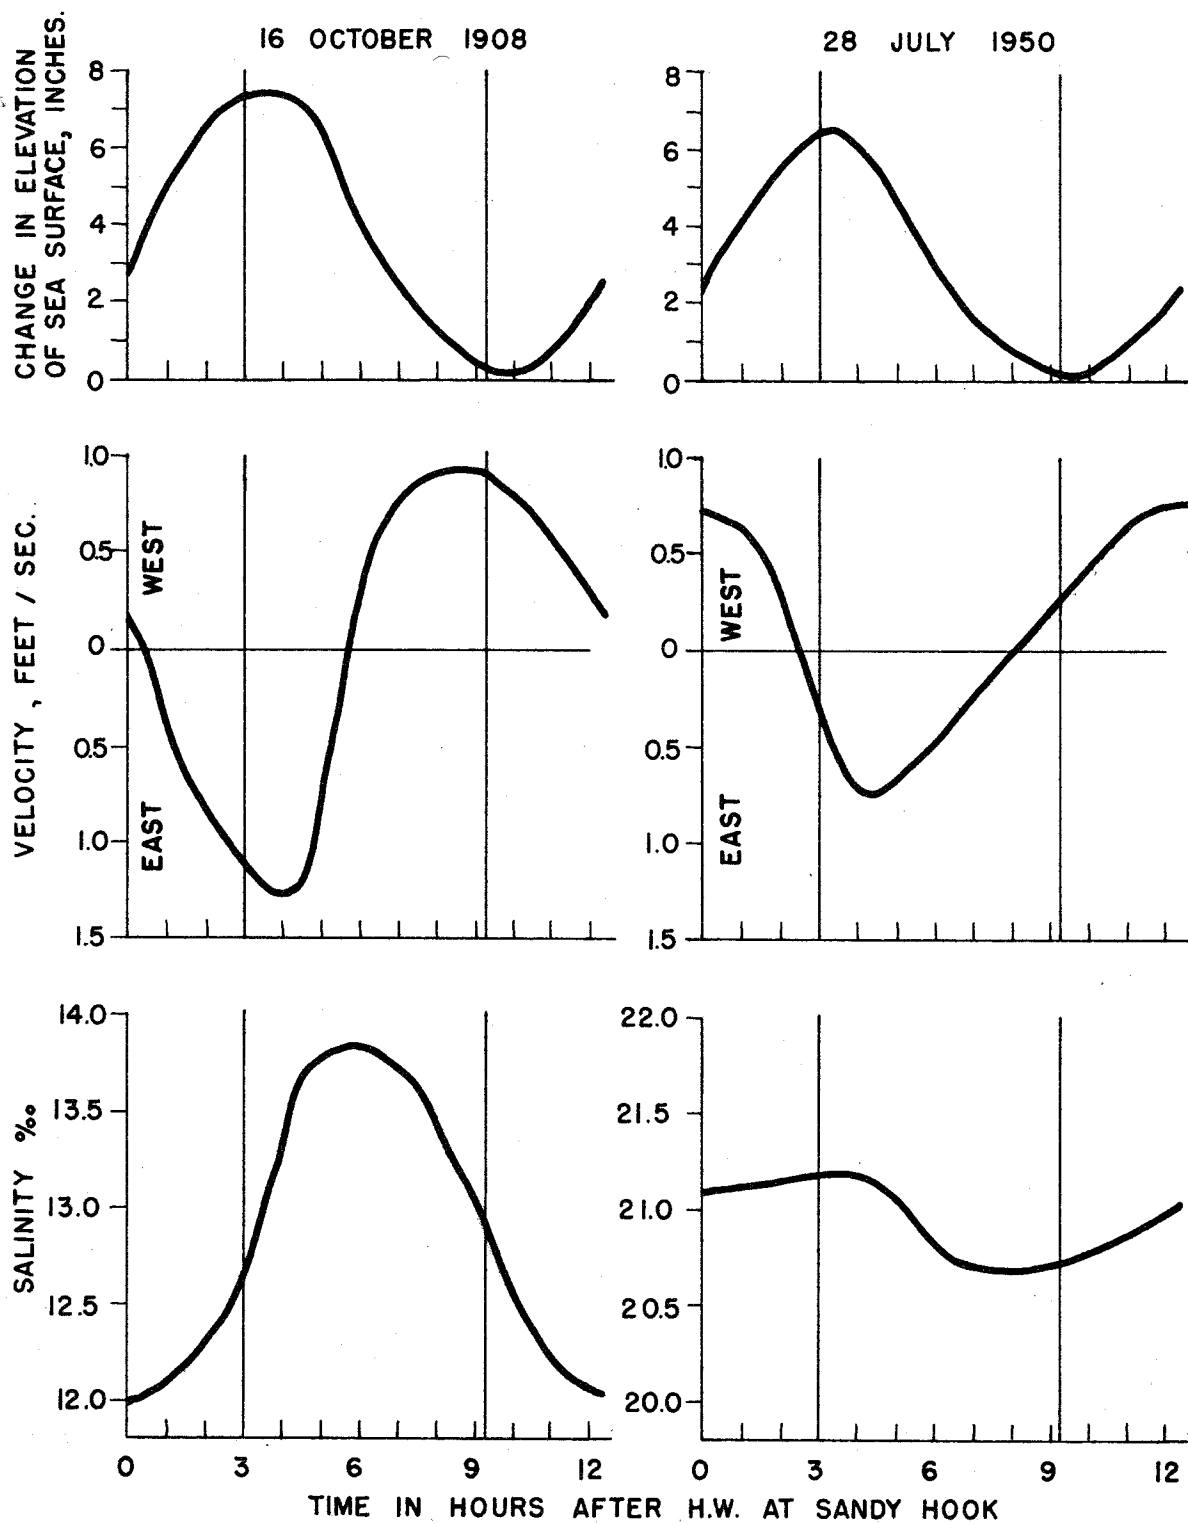 16 OCTOBER 1908
28 JULY 1950
CHANGE IN ELEVATION
OF SEA SURFACE, INCHES.
8
6
4
2
0
8
6
4
2
0
VELOCITY, FEET / SEC.
1.0
0.5
0
0.5
1.0
1.5
WEST
EAST
1.0
0.5
0
0.5
1.0
1.5
WEST
EAST
SALINITY ‰
14.0
13.5
13.0
12.5
12.0
22.0
21.5
21.0
20.5
20.0
0 3 6 9 12
0 3 6 9 12
TIME IN HOURS AFTER H.W. AT SANDY HOOK